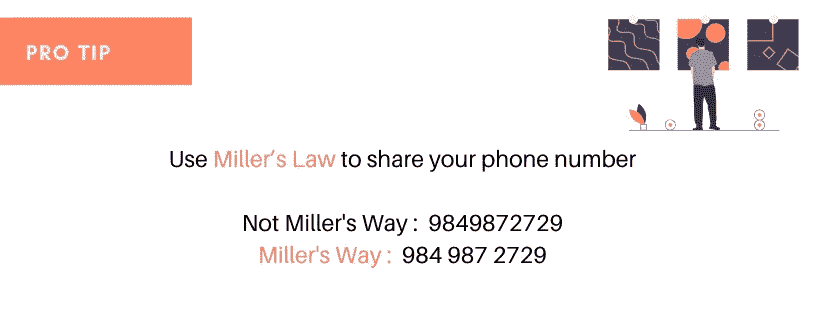 PRO TIP
Use Miller’s Law to share your phone number
Not Miller's Way : 9849872729
Miller's Way : 984 987 2729